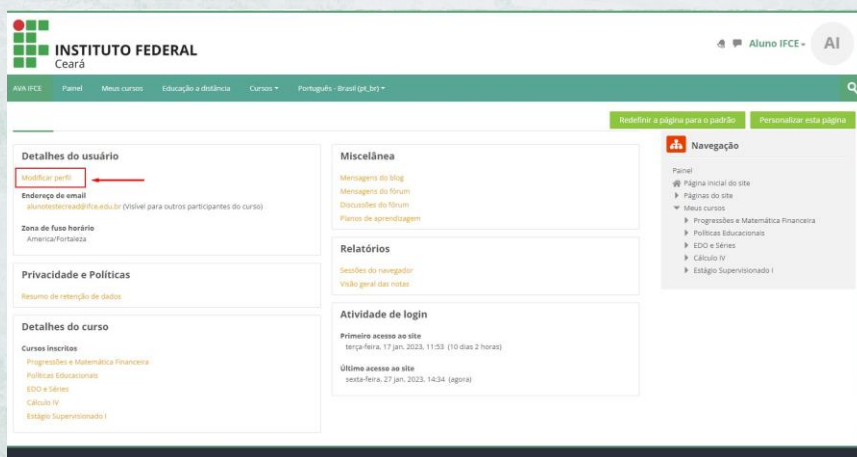 INSTITUTO FEDERAL
Ceará
Aluno IFCE
AI
AVA IFCE Painel Meus cursos Educação a distância Cursos Português - Brasil (pt_br)
Redefinir a página para o padrão Personalizar esta página
Detalhes do usuário
Modificar perfil
Endereço de email
alunotestecread@ifce.edu.br (Visível para outros participantes do curso)
Zona de fuso horário
America/Fortaleza
Privacidade e Políticas
Resumo de retenção de dados
Detalhes do curso
Cursos inscritos
Progressões e Matemática Financeira
Políticas Educacionais
EDO e Séries
Cálculo IV
Estágio Supervisionado I
Miscelânea
Mensagens do blog
Mensagens do fórum
Discussões do fórum
Planos de aprendizagem
Relatórios
Sessões do navegador
Visão geral das notas
Atividade de login
Primeiro acesso ao site
terça-feira, 17 jan. 2023, 11:53 (10 dias 2 horas)
Último acesso ao site
sexta-feira, 27 jan. 2023, 14:34 (agora)
Navegação
Painel
Página inicial do site
Páginas do site
Meus cursos
Progressões e Matemática Financeira
Políticas Educacionais
EDO e Séries
Cálculo IV
Estágio Supervisionado I